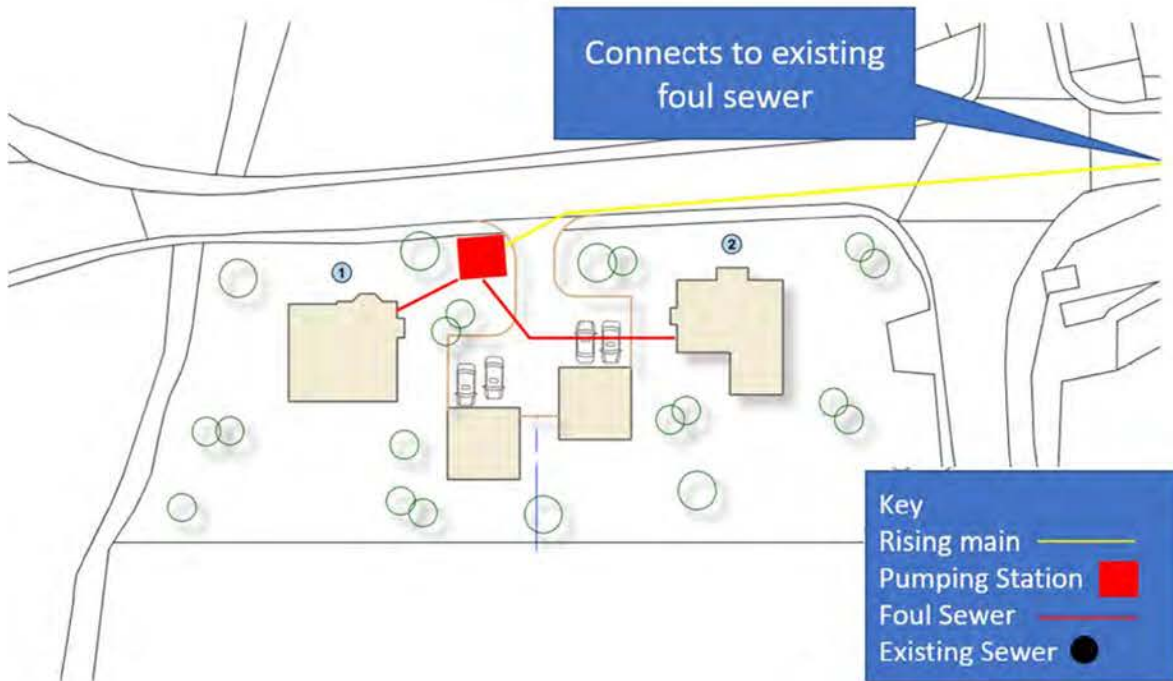 Connects to existing
foul sewer
1
2
Key
Rising main
Pumping Station
Foul Sewer
Existing Sewer